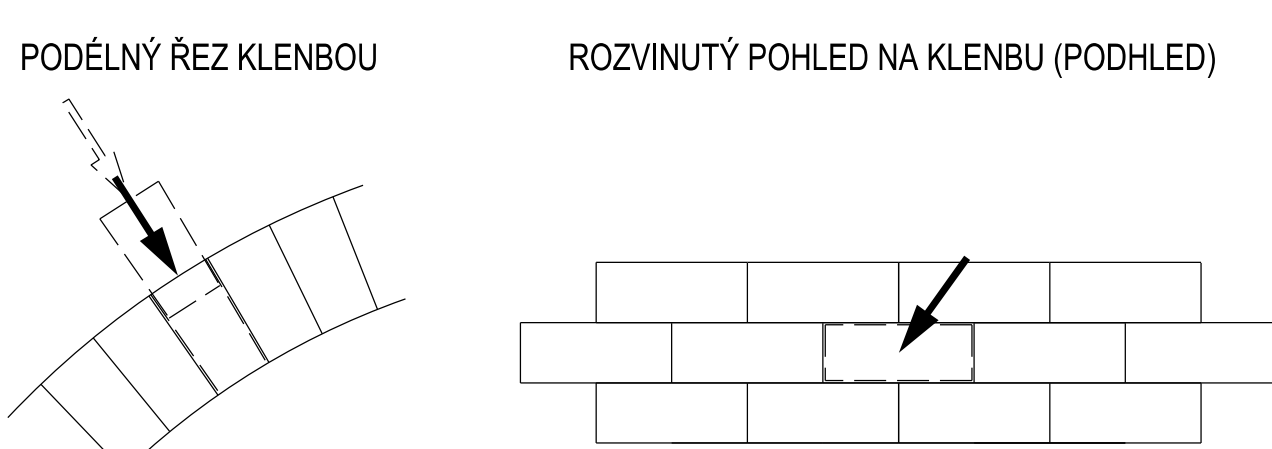 PODÉLNÝ ŘEZ KLENBOU
ROZVINUTÝ POHLED NA KLENBU (PODHLED)